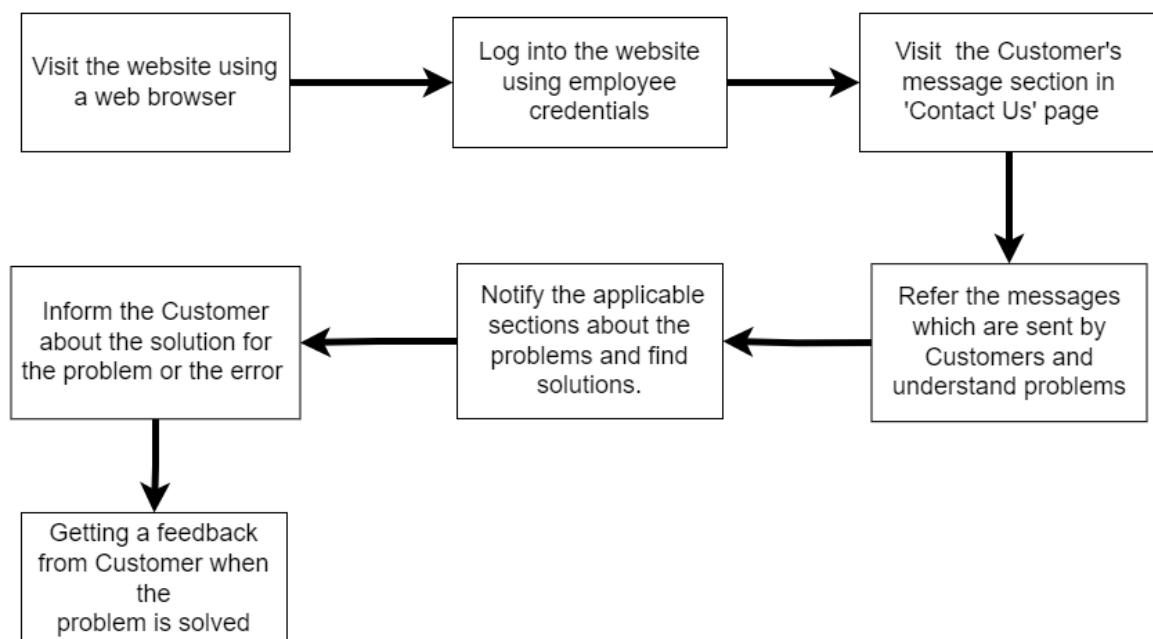 Visit the website using
a web browser
Log into the website
using employee
credentials
Visit the Customer's
message section in
'Contact Us' page
Refer the messages
which are sent by
Customers and
understand problems
Notify the applicable
sections about the
problems and find
solutions.
Inform the Customer
about the solution for
the problem or the error
Getting a feedback
from Customer when
the
problem is solved